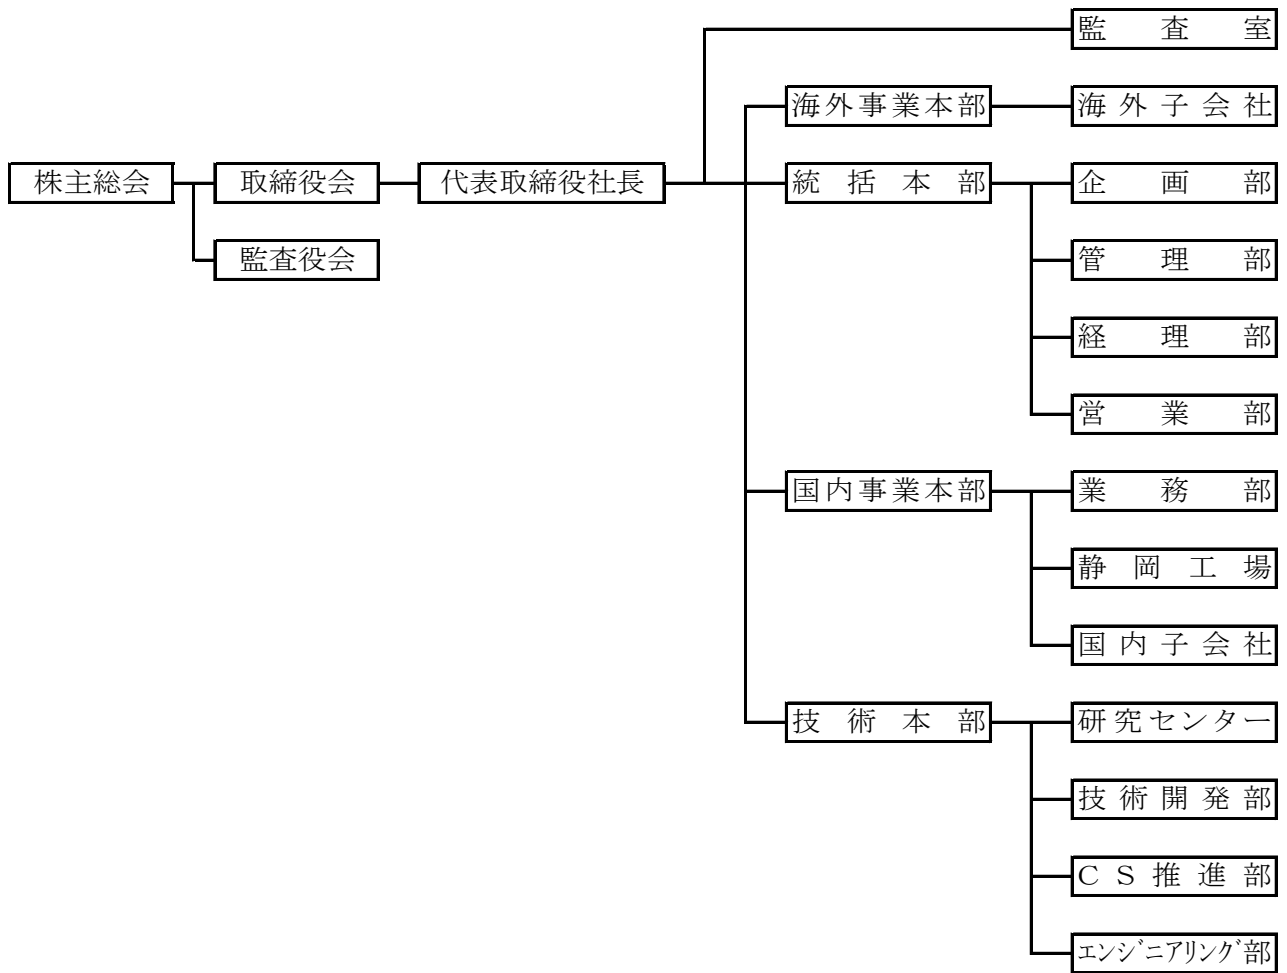 監査室
海外事業本部
海外子会社
株主総会
取締役会
代表取締役社長
統括本部
企画部
監査役会
管理部
経理部
営業部
国内事業本部
業務部
静岡工場
国内子会社
技術本部
研究センター
技術開発部
ＣＳ推進部
ｴﾝｼﾞﾆｱﾘﾝｸﾞ部